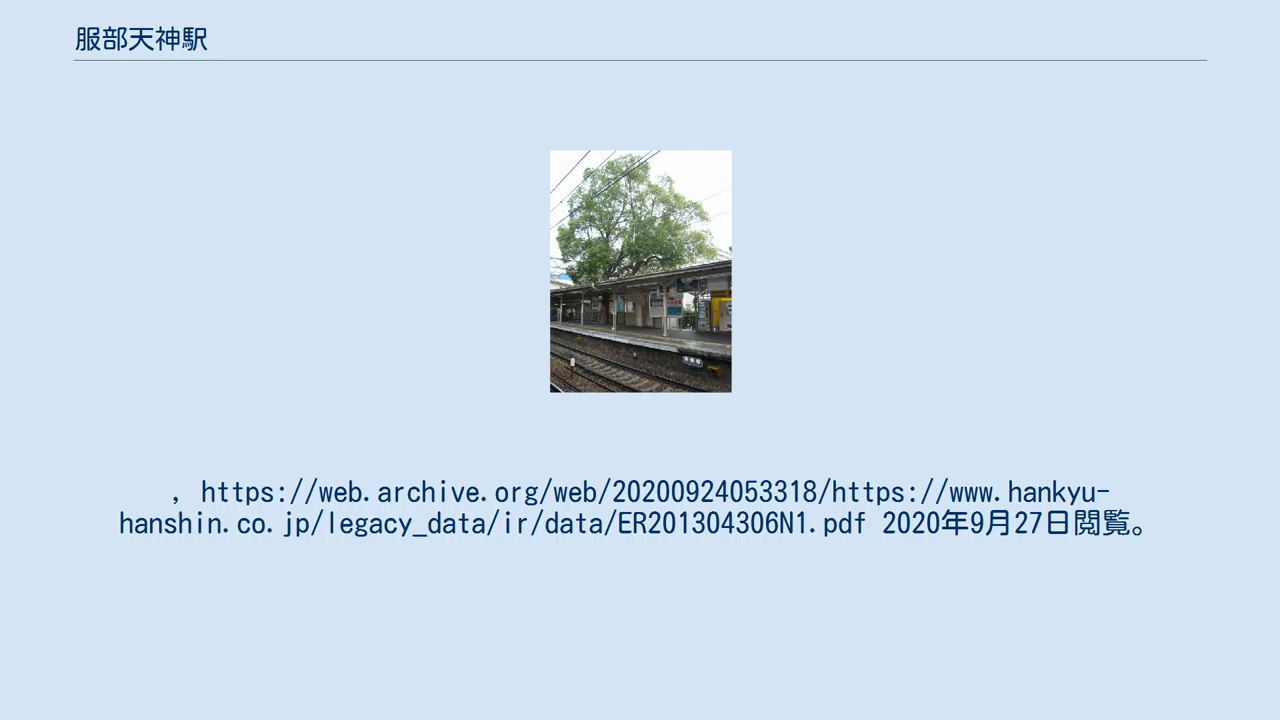 服部天神駅
, https://web.archive.org/web/20200924053318/https://www.hankyu-
hanshin.co.jp/legacy_data/ir/data/ER201304306N1.pdf 2020年9月27日閲覧。